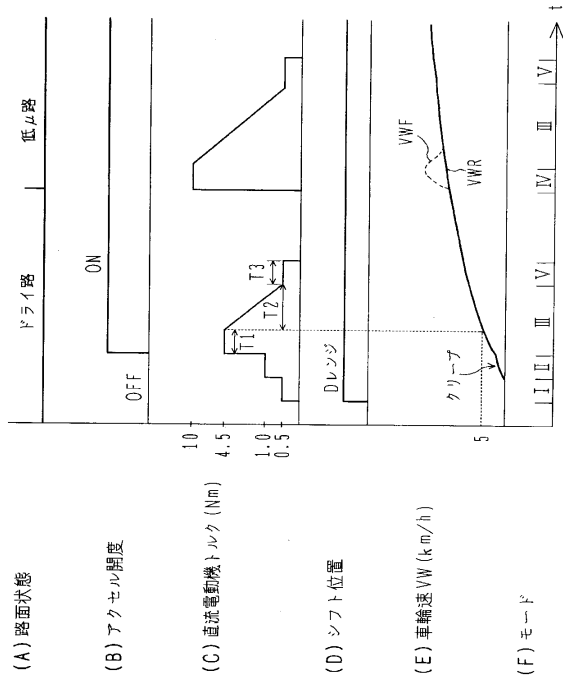 (A) 路面状態
ドライ路
低μ路
(B) アクセル開度
OFF
ON
(C) 直流電動機トルク (Nm)
10
4.5
1.0
0.5
T1
T2
T3
(D) シフト位置
Dレンジ
(E) 車輪速 VW (km/h)
5
クリープ
VWF
VWR
(F) モード
I II III V IV III V
t